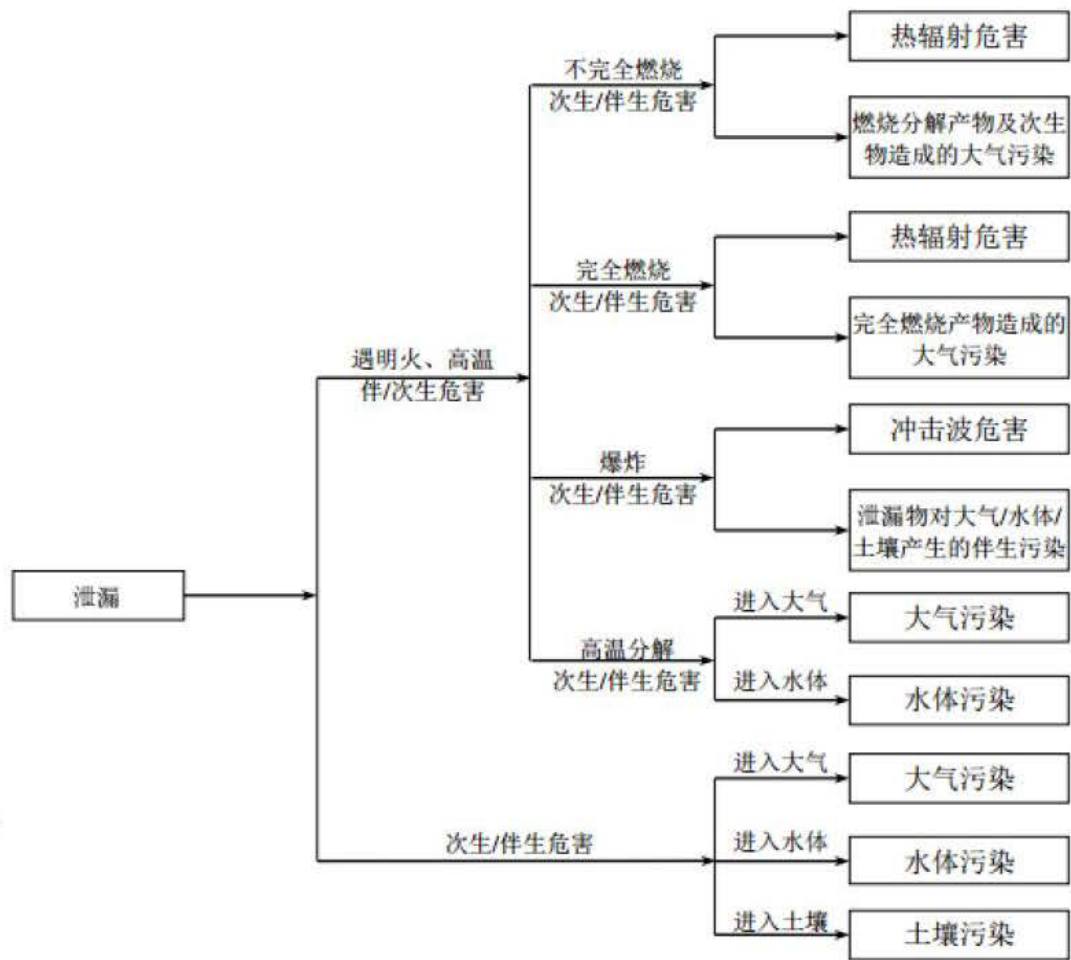 热辐射危害
不完全燃烧
次生/伴生危害
燃烧分解产物及次生
物造成的大气污染
热辐射危害
完全燃烧
次生/伴生危害
完全燃烧产物造成的
大气污染
遇明火、高温
伴/次生危害
冲击波危害
爆炸
次生/伴生危害
泄漏物对大气/水体/
土壤产生的伴生污染
泄漏
进入大气
大气污染
高温分解
次生/伴生危害
进入水体
水体污染
进入大气
大气污染
次生/伴生危害
进入水体
水体污染
进入土壤
土壤污染